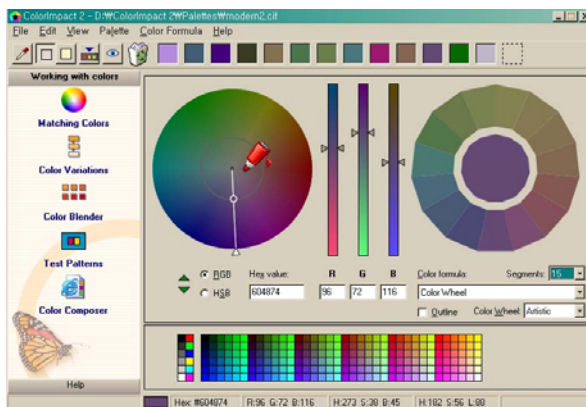 ColorImpact 2 - D:\ColorImpact 2\Palettes\modern2.cif
File Edit View Palette Color Formula Help
Working with colors
Matching Colors
Color Variations
Color Blender
Test Patterns
Color Composer
Help
RGB
HSB
Hex value:
604874
R G B
96 72 116
Color formula: Segments: 15
Color Wheel
Outline Color Wheel: Artistic
Hex #604874 R:96 G:72 B:116 H:273 S:38 B:45 H:182 S:56 L:88